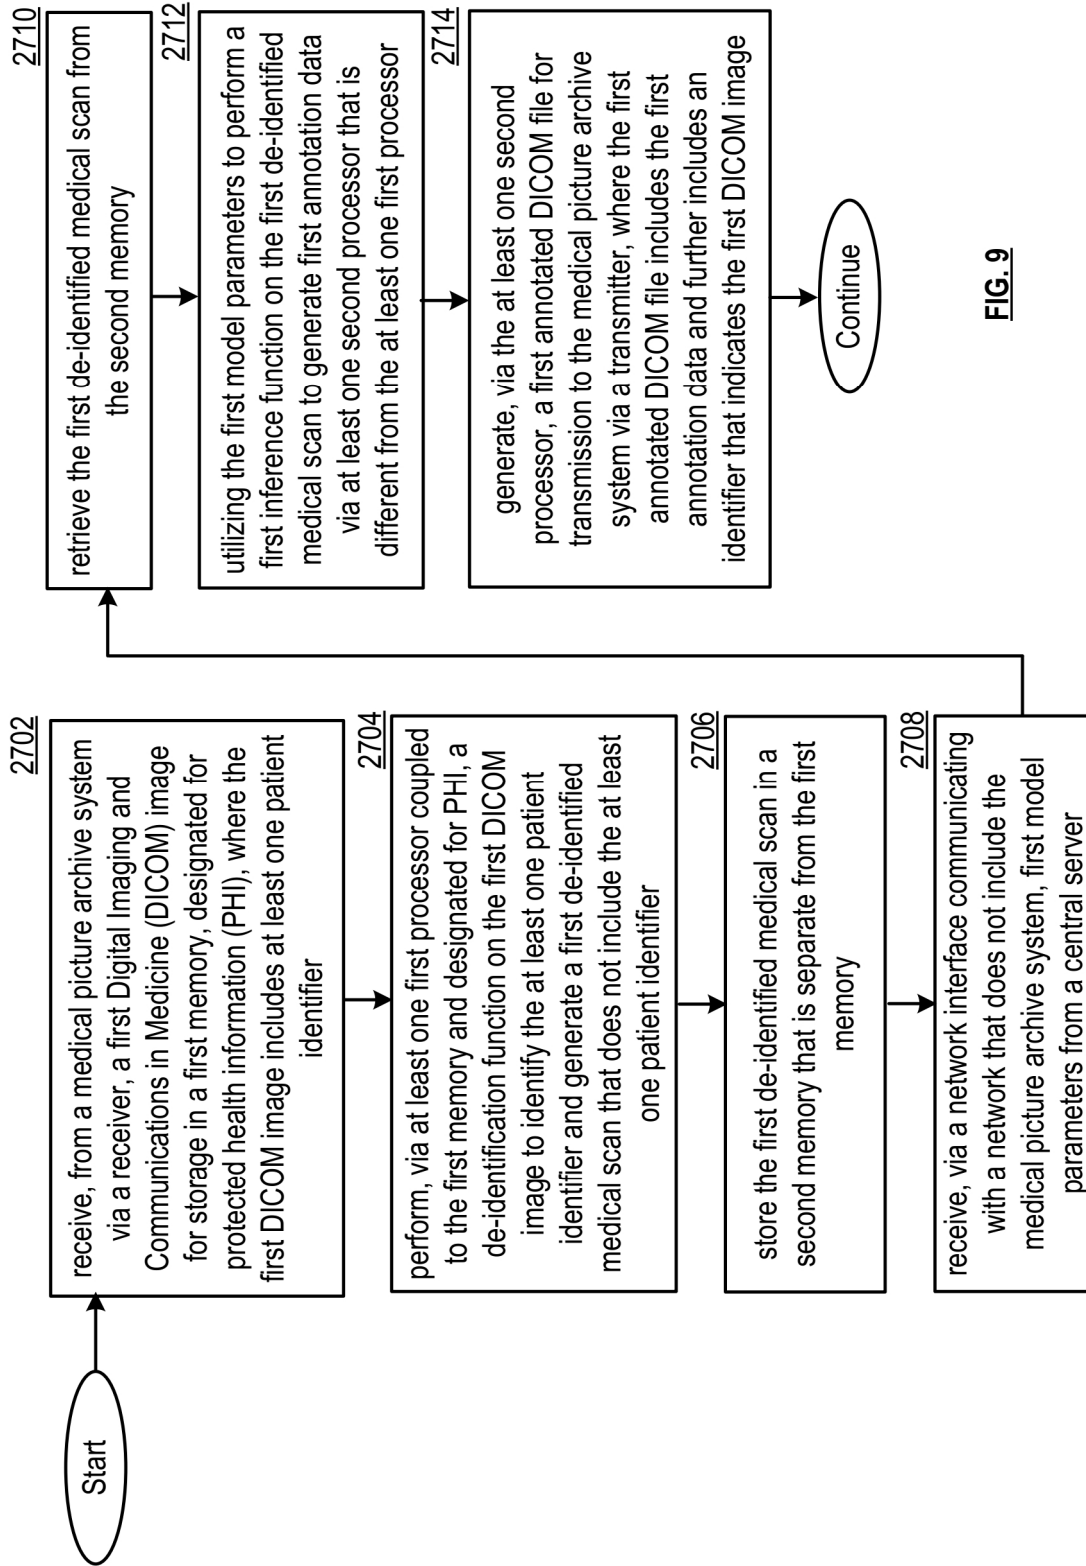 Start
2702
receive, from a medical picture archive system
via a receiver, a first Digital Imaging and
Communications in Medicine (DICOM) image
for storage in a first memory, designated for
protected health information (PHI), where the
first DICOM image includes at least one patient
identifier
2704
perform, via at least one first processor coupled
to the first memory and designated for PHI, a
de-identification function on the first DICOM
image to identify the at least one patient
identifier and generate a first de-identified
medical scan that does not include the at least
one patient identifier
2706
store the first de-identified medical scan in a
second memory that is separate from the first
memory
2708
receive, via a network interface communicating
with a network that does not include the
medical picture archive system, first model
parameters from a central server
2710
retrieve the first de-identified medical scan from
the second memory
2712
utilizing the first model parameters to perform a
first inference function on the first de-identified
medical scan to generate first annotation data
via at least one second processor that is
different from the at least one first processor
2714
generate, via the at least one second
processor, a first annotated DICOM file for
transmission to the medical picture archive
system via a transmitter, where the first
annotated DICOM file includes the first
annotation data and further includes an
identifier that indicates the first DICOM image
Continue
FIG. 9